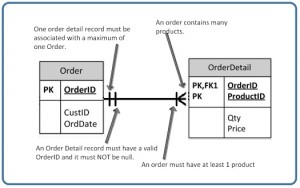 One order detail record must be
associated with a maximum of
one Order.
An order contains many
products.
Order
PK OrderID
CustID
OrdDate
OrderDetail
PK,FK1 OrderID
PK ProductID
Qty
Price
An Order Detail record must have a valid
OrderID and it must NOT be null.
An order must have at least 1 product